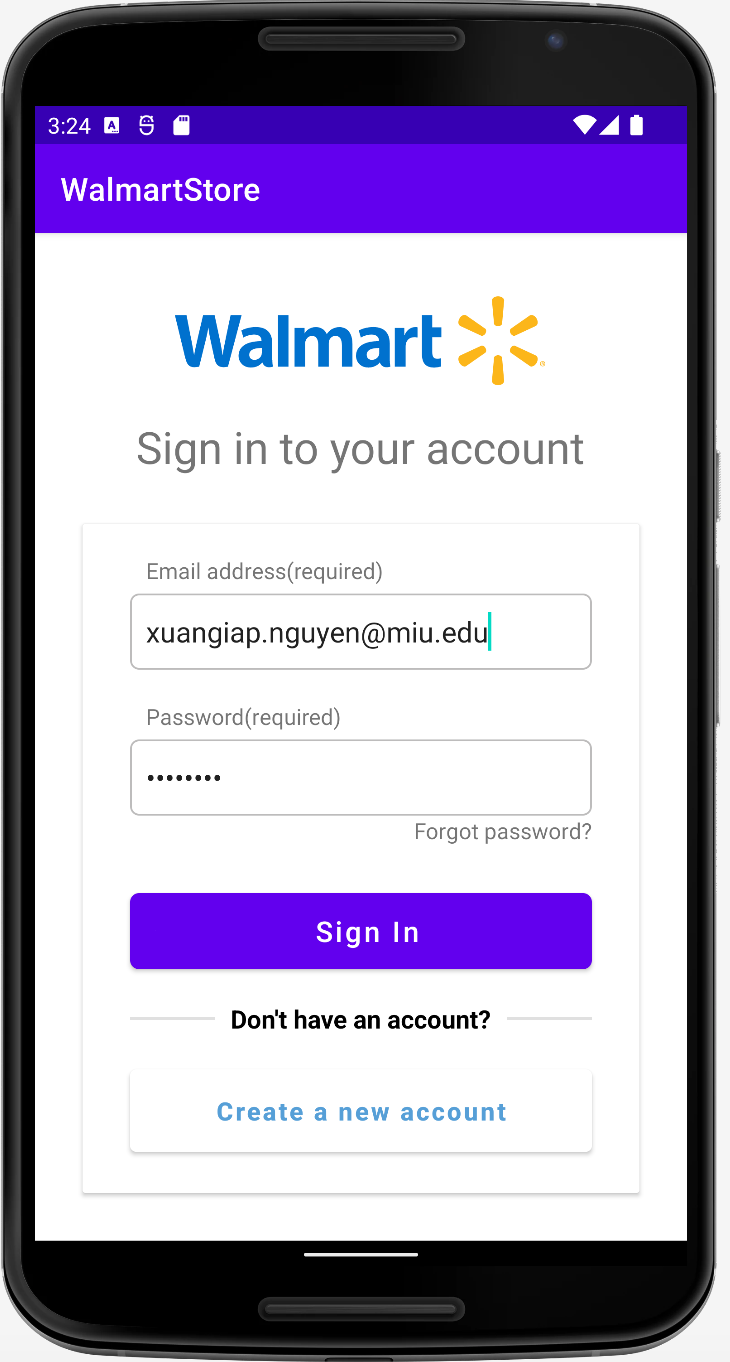 3:24
WalmartStore
Walmart
Sign in to your account
Email address(required)
xuangiap.nguyen@miu.edu
Password(required)
••••••••
Forgot password?
Sign In
Don't have an account?
Create a new account